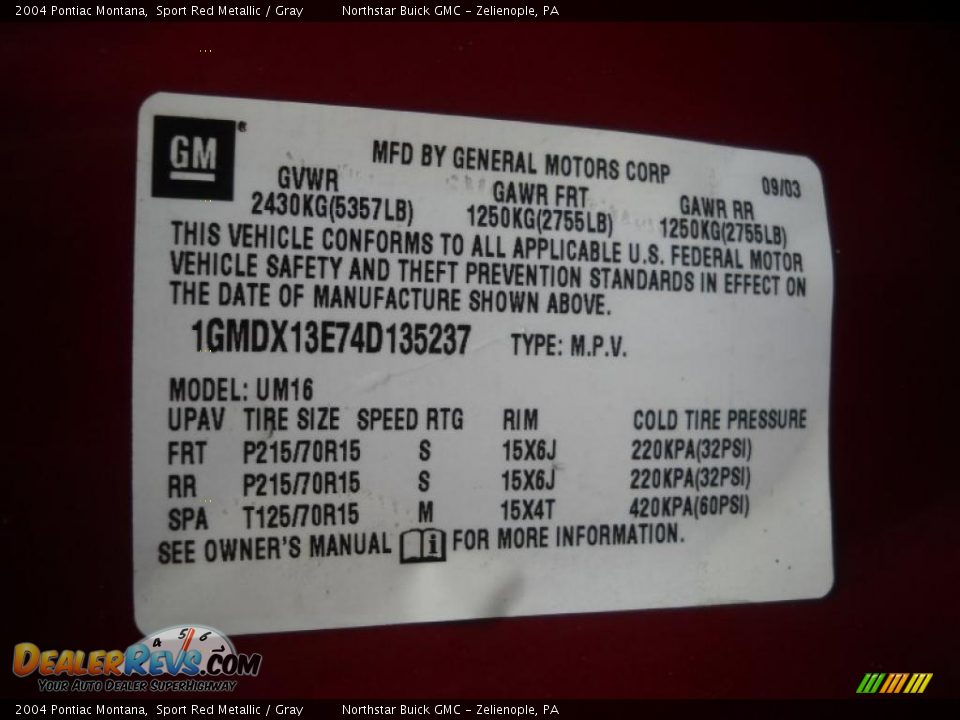 2004 Pontiac Montana,  Sport Red Metallic / Gray          Northstar Buick GMC - Zelienople, PA
GM®
MFD BY GENERAL MOTORS CORP
09/03
GVWR GAWR FRT GAWR RR
2430KG(5357LB) 1250KG(2755LB) 1250KG(2755LB)
THIS VEHICLE CONFORMS TO ALL APPLICABLE U.S. FEDERAL MOTOR
VEHICLE SAFETY AND THEFT PREVENTION STANDARDS IN EFFECT ON
THE DATE OF MANUFACTURE SHOWN ABOVE.
1GMDX13E74D135237 TYPE: M.P.V.
MODEL: UM16
UPAV TIRE SIZE SPEED RTG RIM COLD TIRE PRESSURE
FRT P215/70R15 S 15X6J 220KPA(32PSI)
RR P215/70R15 S 15X6J 220KPA(32PSI)
SPA T125/70R15 M 15X4T 420KPA(60PSI)
SEE OWNER'S MANUAL i FOR MORE INFORMATION.
4 5 6 7
DEALERREVS.COM
Your Auto Dealer SuperHighway
2004 Pontiac Montana,  Sport Red Metallic / Gray          Northstar Buick GMC - Zelienople, PA